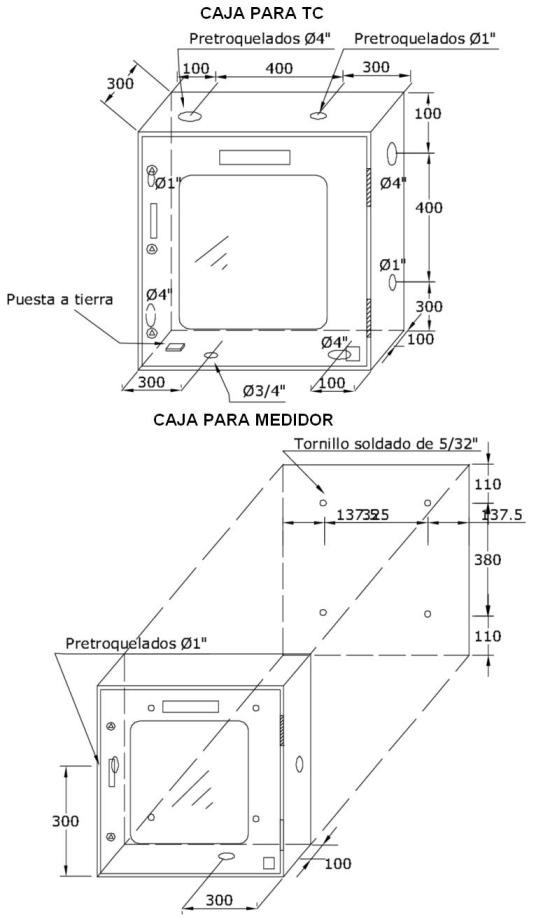 CAJA PARA TC
Pretroquelados Ø4"
Pretroquelados Ø1"
300
100
400
300
100
Ø1"
Ø4"
400
Ø4"
Ø1"
Puesta a tierra
300
Ø4"
100
300
Ø3/4"
100
CAJA PARA MEDIDOR
Tornillo soldado de 5/32"
110
137.5
325
137.5
380
110
Pretroquelados Ø1"
300
100
300